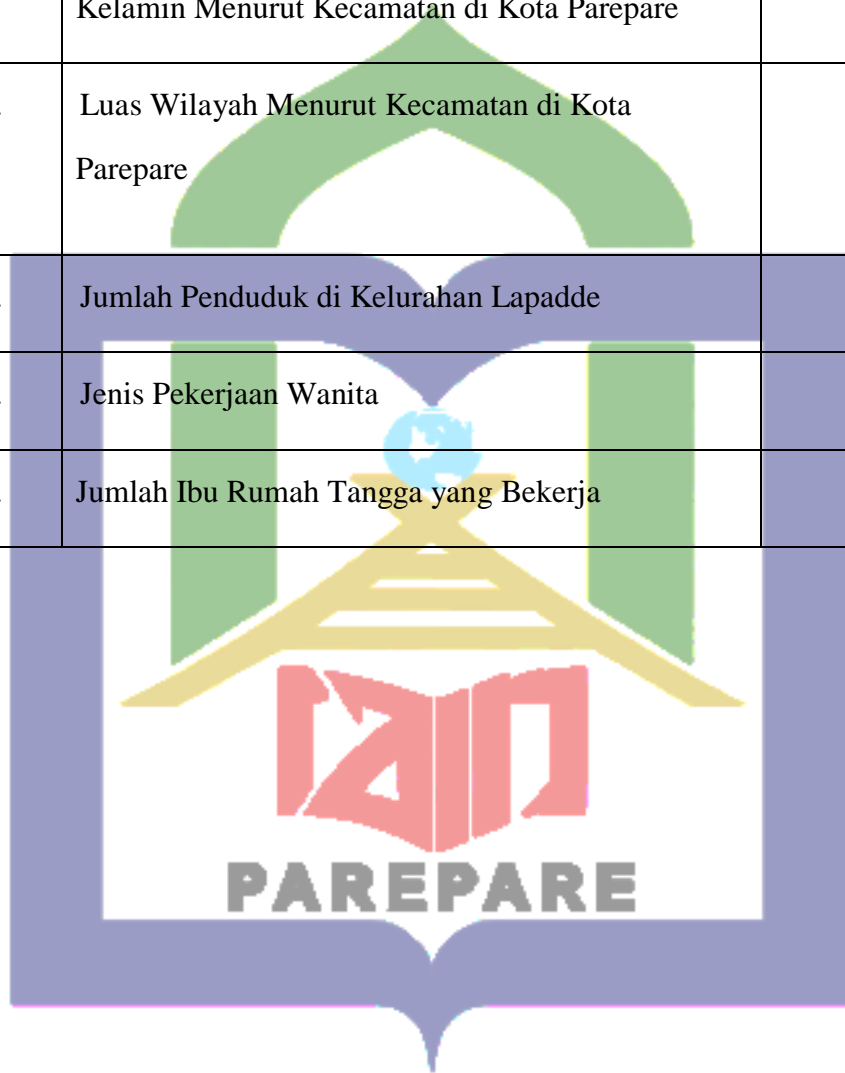 Kelamin Menurut Kecamatan di Kota Parepare
Luas Wilayah Menurut Kecamatan di Kota
Parepare
Jumlah Penduduk di Kelurahan Lapadde
Jenis Pekerjaan Wanita
Jumlah Ibu Rumah Tangga yang Bekerja
iain
PAREPARE